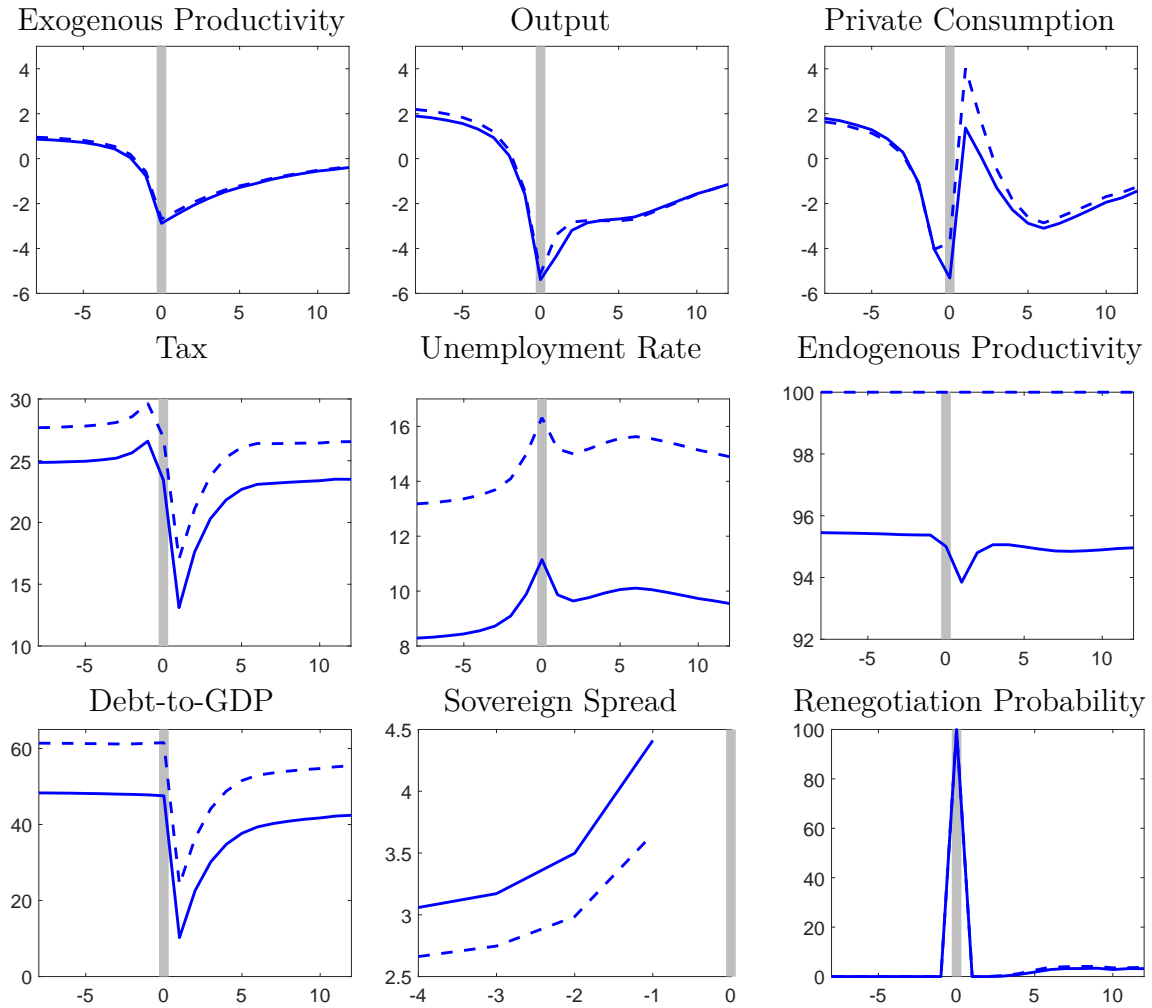 Exogenous Productivity
4
2
0
-2
-4
-6
-5 0 5 10
Output
4
2
0
-2
-4
-6
-5 0 5 10
Private Consumption
4
2
0
-2
-4
-6
-5 0 5 10
Tax
30
25
20
15
10
-5 0 5 10
Unemployment Rate
16
14
12
10
8
-5 0 5 10
Endogenous Productivity
100
98
96
94
92
-5 0 5 10
Debt-to-GDP
60
40
20
0
-5 0 5 10
Sovereign Spread
4.5
4
3.5
3
2.5
-4 -3 -2 -1 0
Renegotiation Probability
100
80
60
40
20
0
-5 0 5 10